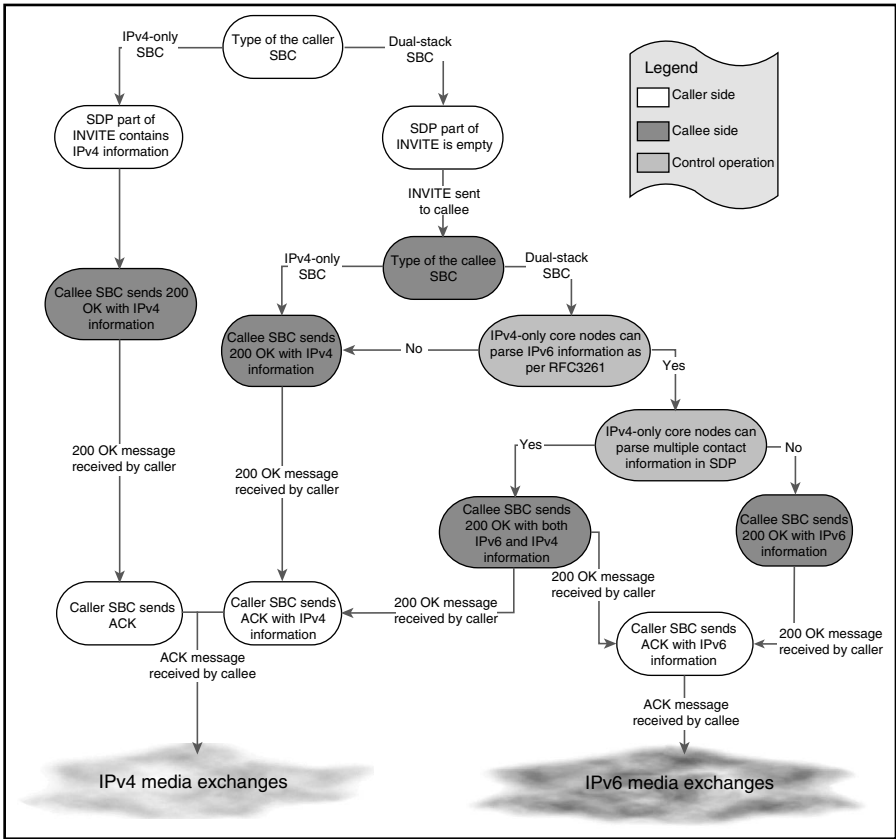 IPv4-only
SBC
Type of the caller
SBC
Dual-stack
SBC
Legend
Caller side
Callee side
Control operation
SDP part of
INVITE contains
IPv4 information
SDP part of
INVITE is empty
INVITE sent
to callee
IPv4-only
SBC
Type of the callee
SBC
Dual-stack
SBC
Callee SBC sends 200
OK with IPv4
information
Callee SBC sends
200 OK with IPv4
information
No
IPv4-only core nodes can
parse IPv6 information as
per RFC3261
Yes
IPv4-only core nodes can
parse multiple contact
information in SDP
Yes
No
200 OK message
received by caller
200 OK message
received by caller
Callee SBC sends
200 OK with both
IPv6 and IPv4
information
Callee SBC sends
200 OK with IPv6
information
200 OK message
received by caller
Caller SBC sends
ACK
Caller SBC sends
ACK with IPv4
information
200 OK message
received by caller
Caller SBC sends
ACK with IPv6
information
200 OK message
received by caller
ACK message
received by callee
ACK message
received by callee
IPv4 media exchanges
IPv6 media exchanges